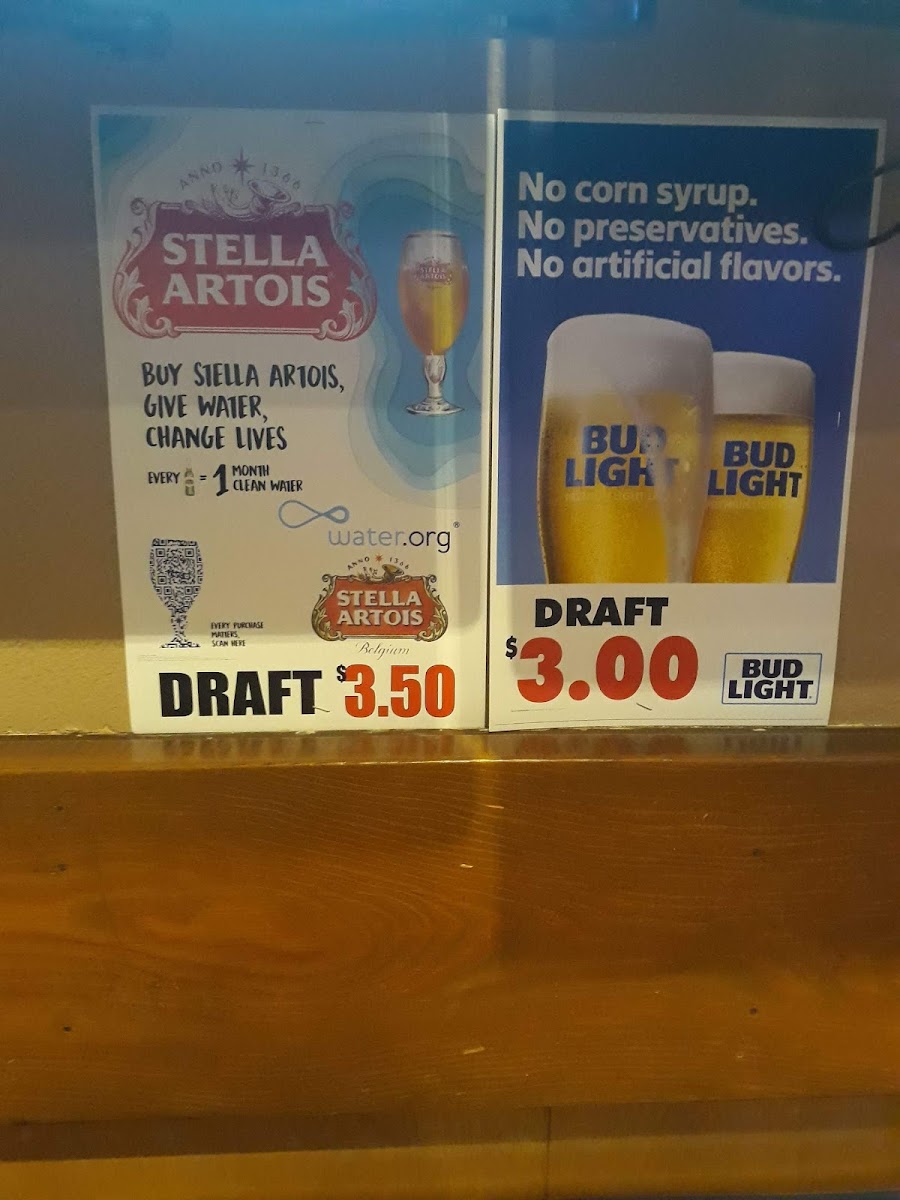 ANNO 1366
STELLA
ARTOIS
STELLA
ARTOIS
BUY STELLA ARTOIS,
GIVE WATER,
CHANGE LIVES
EVERY = 1 MONTH
CLEAN WATER
water.org®
EVERY PURCHASE
MATTERS,
SCAN HERE
ANNO 1366
STELLA
ARTOIS
Belgium
DRAFT $3.50
No corn syrup.
No preservatives.
No artificial flavors.
BUD
LIGHT
BUD
LIGHT
DRAFT
$3.00
BUD
LIGHT